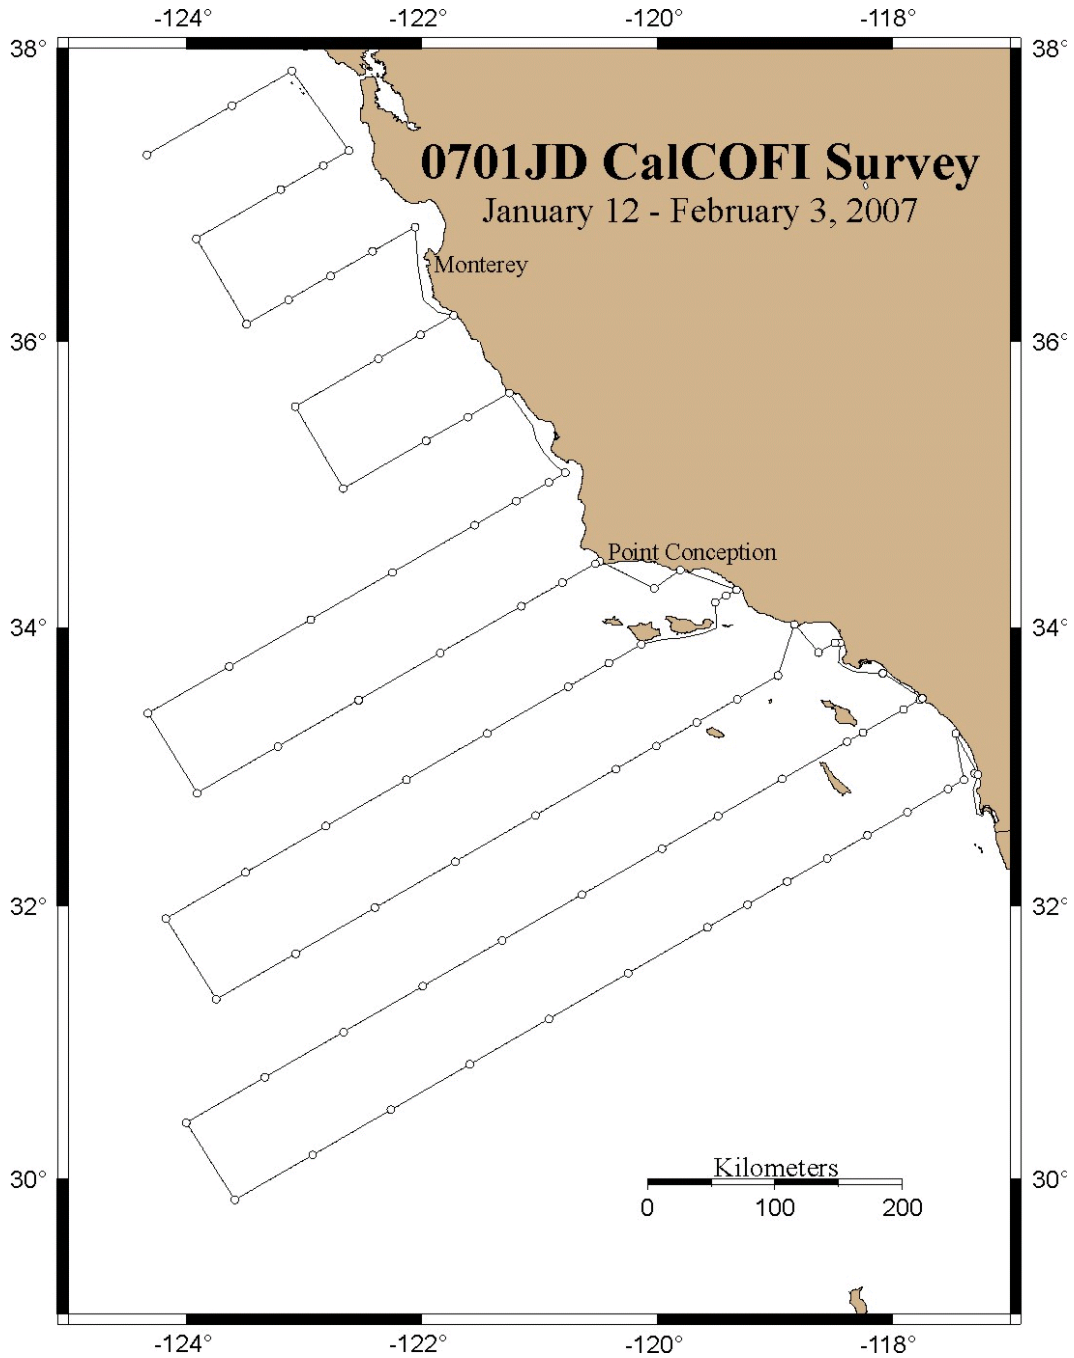 -124° -122° -120° -118°
38° 38°
0701JD CalCOFI Survey
January 12 - February 3, 2007
Monterey
36° 36°
Point Conception
34° 34°
32° 32°
Kilometers
30° 30°
0 100 200
-124° -122° -120° -118°